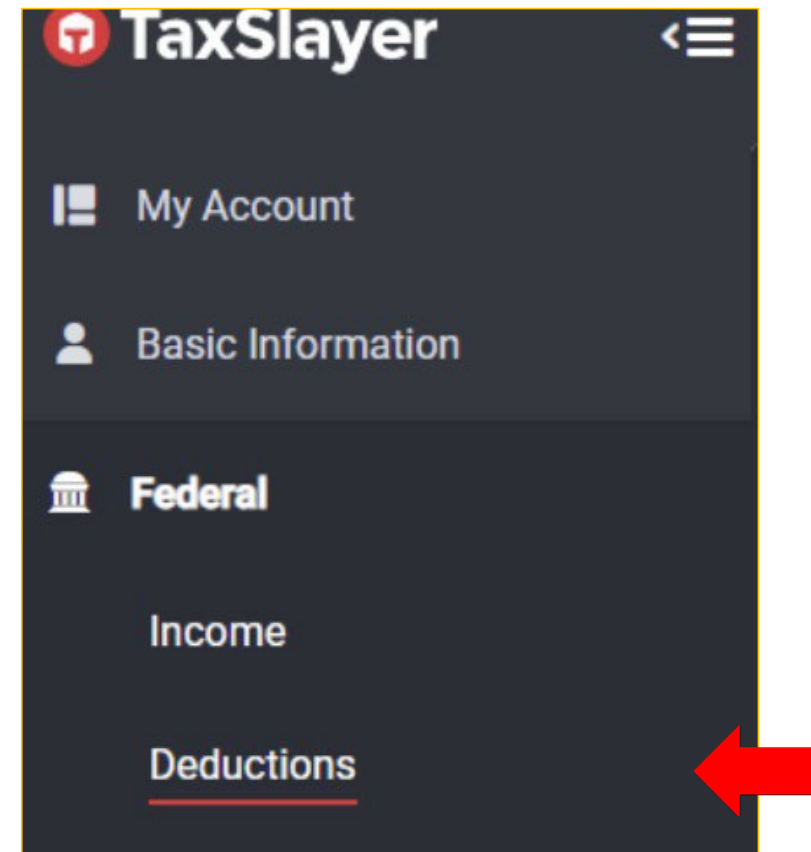 TaxSlayer
My Account
Basic Information
Federal
Income
Deductions